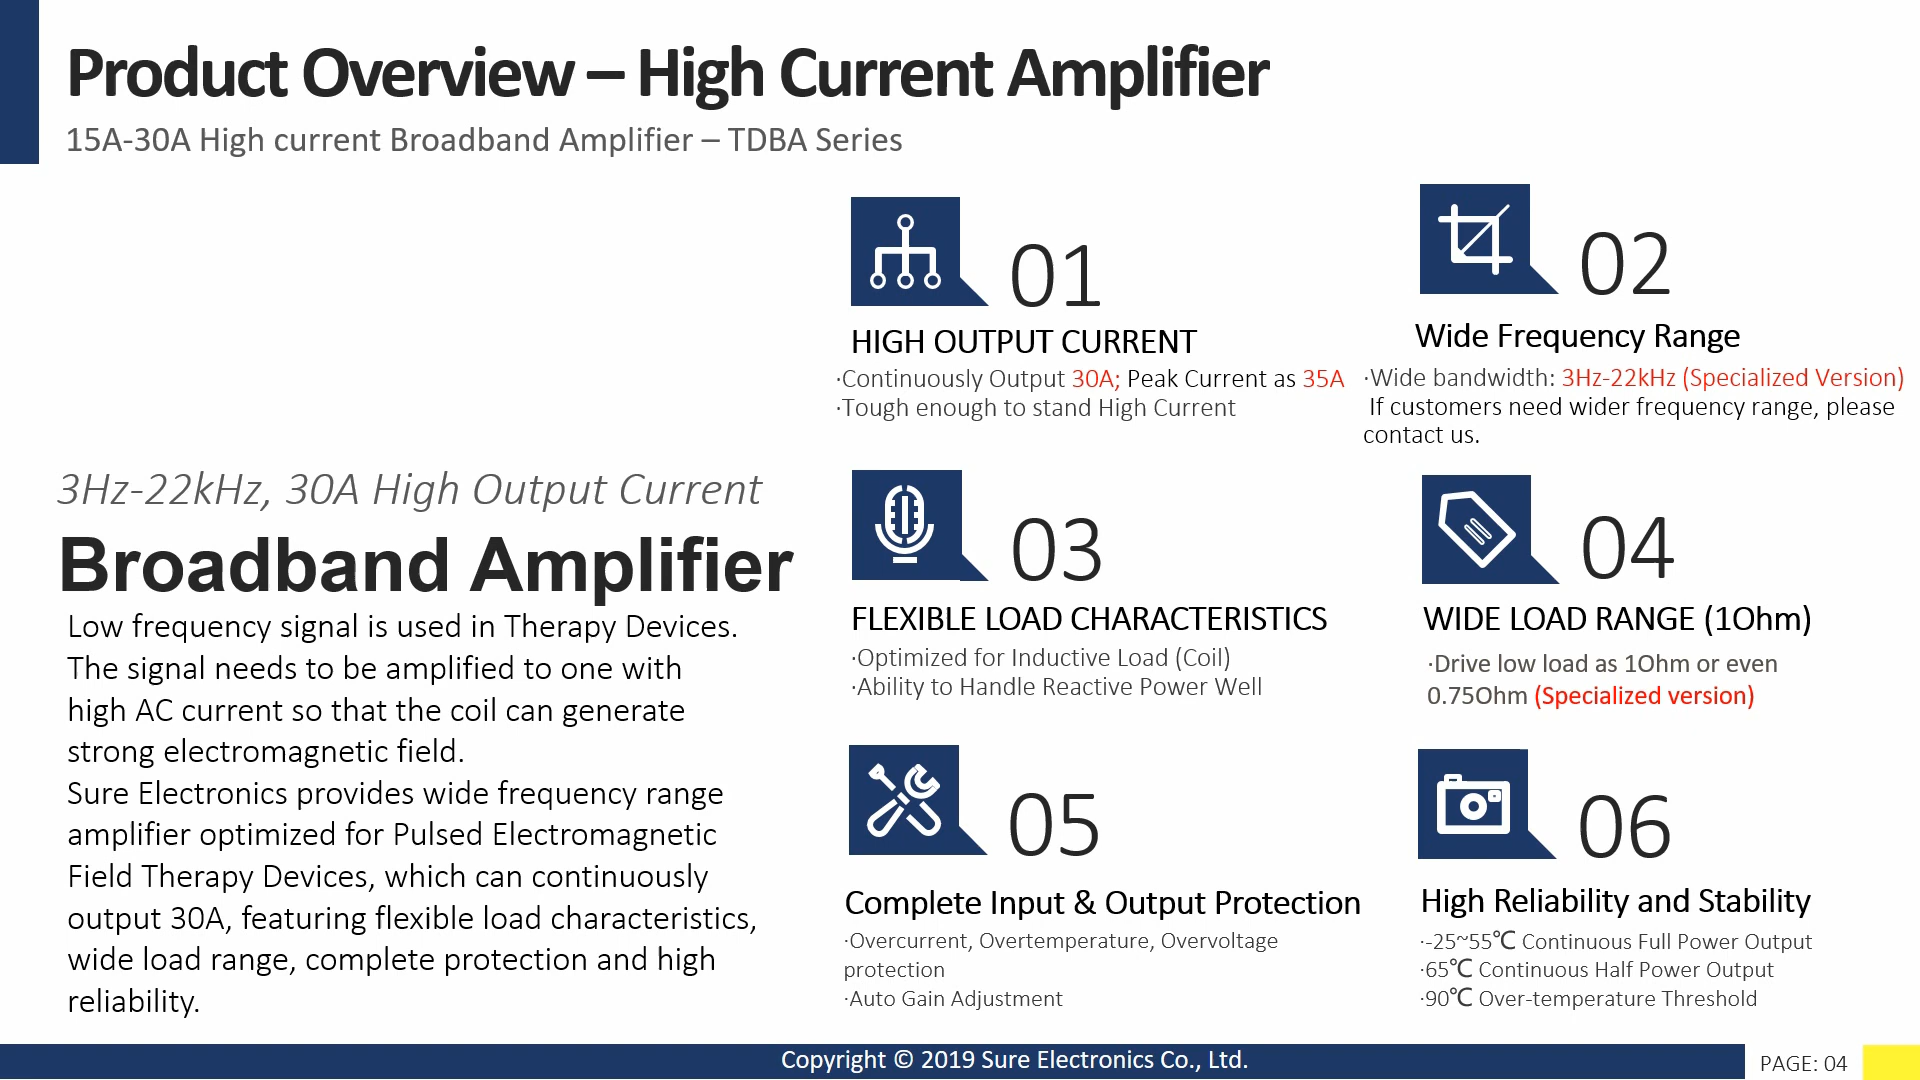 Product Overview – High Current Amplifier
15A-30A High current Broadband Amplifier – TDBA Series
3Hz-22kHz, 30A High Output Current
Broadband Amplifier
Low frequency signal is used in Therapy Devices.
The signal needs to be amplified to one with
high AC current so that the coil can generate
strong electromagnetic field.
Sure Electronics provides wide frequency range
amplifier optimized for Pulsed Electromagnetic
Field Therapy Devices, which can continuously
output 30A, featuring flexible load characteristics,
wide load range, complete protection and high
reliability.
01
HIGH OUTPUT CURRENT
·Continuously Output 30A; Peak Current as 35A
·Tough enough to stand High Current
02
Wide Frequency Range
·Wide bandwidth: 3Hz-22kHz (Specialized Version)
If customers need wider frequency range, please
contact us.
03
FLEXIBLE LOAD CHARACTERISTICS
·Optimized for Inductive Load (Coil)
·Ability to Handle Reactive Power Well
04
WIDE LOAD RANGE (1Ohm)
·Drive low load as 1Ohm or even
0.75Ohm (Specialized version)
05
Complete Input & Output Protection
·Overcurrent, Overtemperature, Overvoltage
protection
·Auto Gain Adjustment
06
High Reliability and Stability
·-25~55℃ Continuous Full Power Output
·65℃ Continuous Half Power Output
·90℃ Over-temperature Threshold
Copyright © 2019 Sure Electronics Co., Ltd.
PAGE: 04